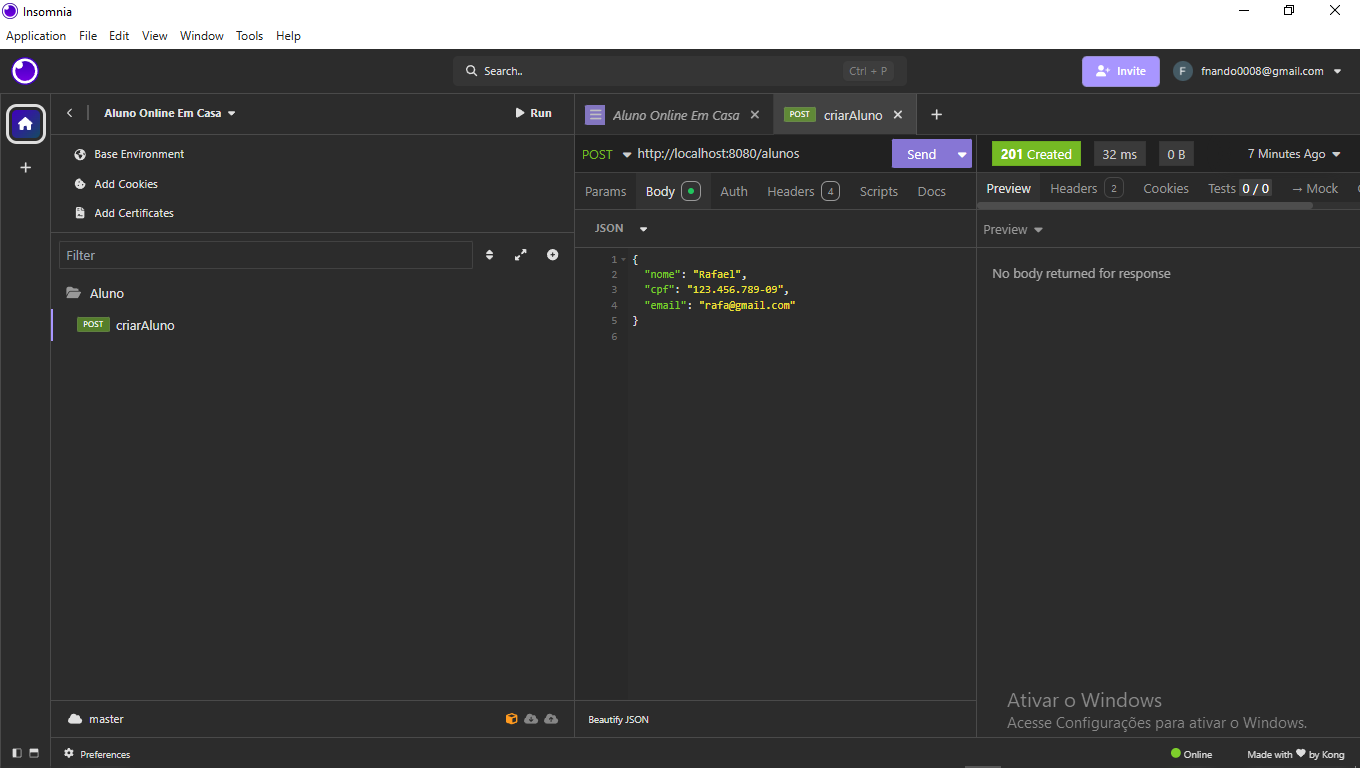 Insomnia
Application File Edit View Window Tools Help
Search.. Ctrl + P
Invite
F fnando0008@gmail.com
Aluno Online Em Casa
Run
Base Environment
Add Cookies
Add Certificates
Filter
Aluno
POST criarAluno
master
Preferences
Aluno Online Em Casa
POST criarAluno
POST http://localhost:8080/alunos
Send
Params Body Auth Headers 4 Scripts Docs
JSON
1 {
2 "nome": "Rafael",
3 "cpf": "123.456.789-09",
4 "email": "rafa@gmail.com"
5 }
6
Beautify JSON
201 Created 32 ms 0 B 7 Minutes Ago
Preview Headers 2 Cookies Tests 0 / 0 → Mock
Preview
No body returned for response
Ativar o Windows
Acesse Configurações para ativar o Windows.
Online
Made with ♥ by Kong